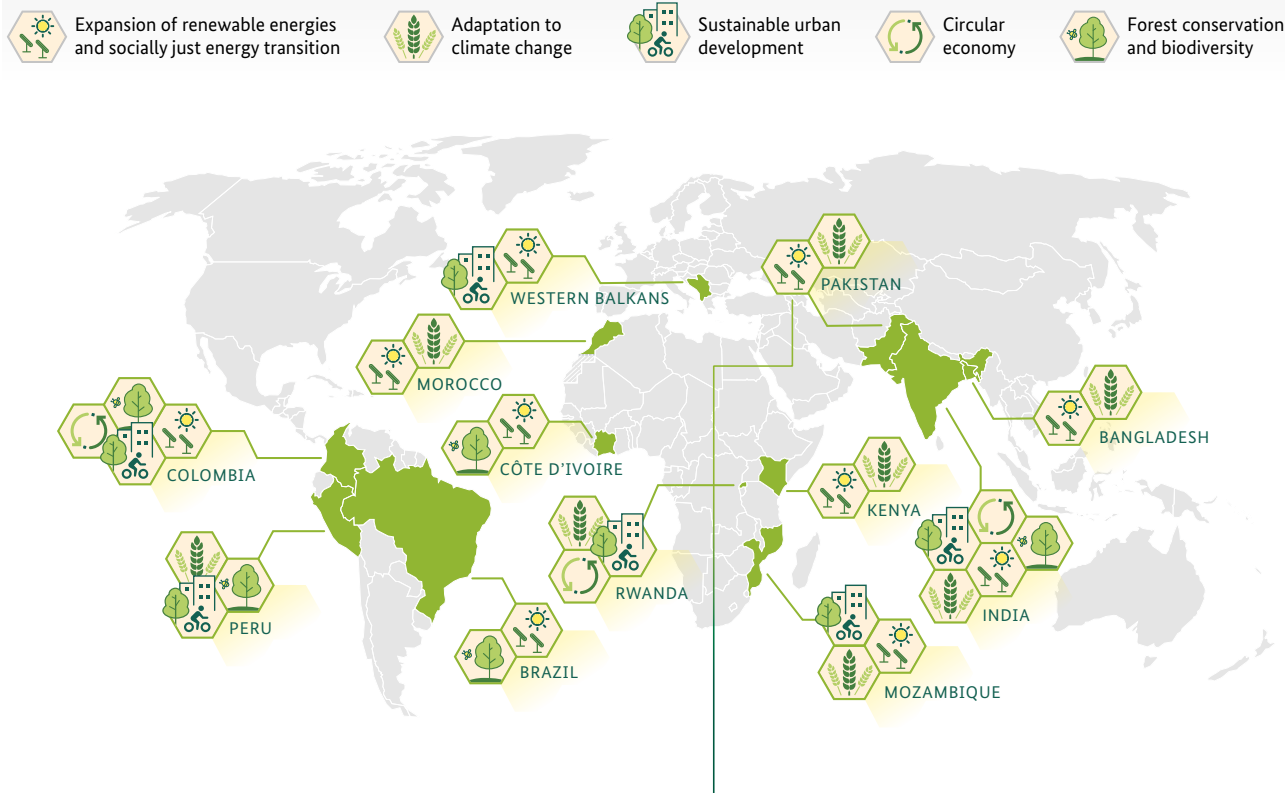 Expansion of renewable energies
and socially just energy transition
Adaptation to
climate change
Sustainable urban
development
Circular
economy
Forest conservation
and biodiversity
PAKISTAN
WESTERN BALKANS
MOROCCO
BANGLADESH
COLOMBIA
CÔTE D'IVOIRE
KENYA
RWANDA
INDIA
PERU
BRAZIL
MOZAMBIQUE